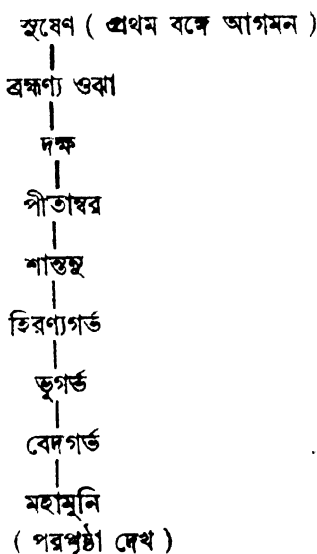 সুষেণ ( প্রথম বঙ্গে আগমন )
ব্রহ্মণ্য ওঝা
দক্ষ
পীতাম্বর
শান্তনু
হিরণ্যগর্ভ
ভূগর্ভ
বেদগর্ভ
মহামুনি
( পরপৃষ্ঠা দেখ )